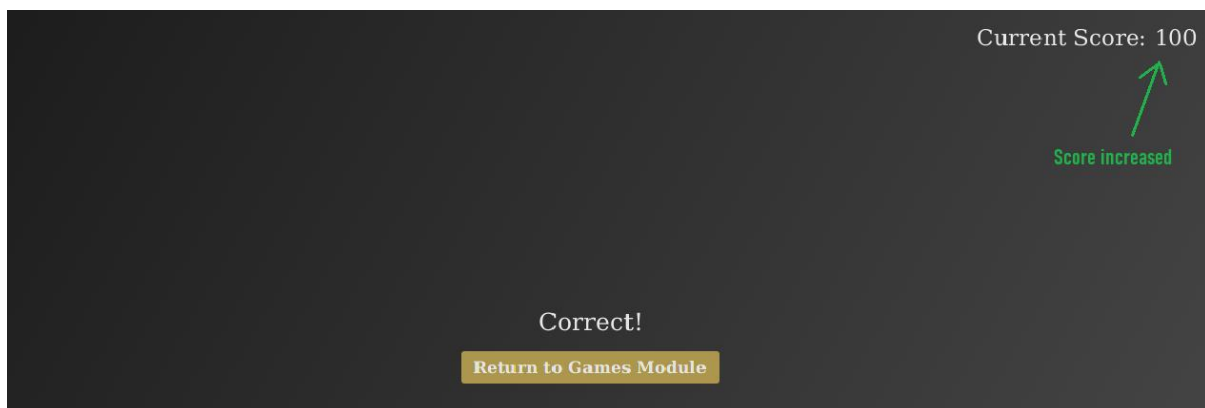 Current Score: 100
Score increased
Correct!
Return to Games Module